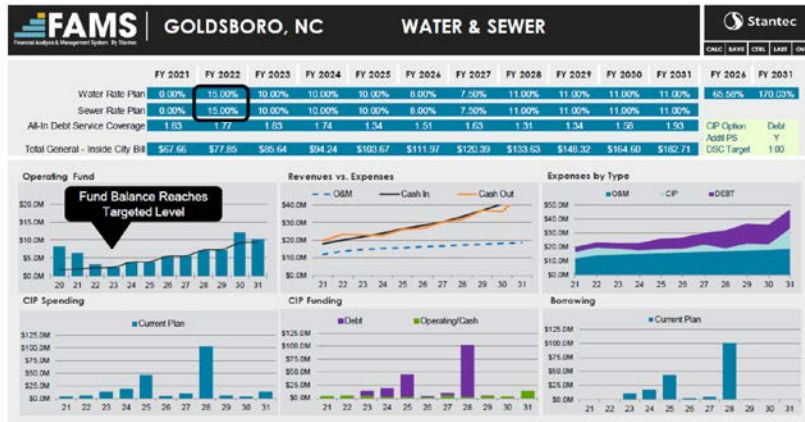 FAMS
Financial Analysis & Management System By Stantec
GOLDSBORO, NC
WATER & SEWER
Stantec
CALC SAVE CTRL LAST
FY 2021 FY 2022 FY 2023 FY 2024 FY 2025 FY 2026 FY 2027 FY 2028 FY 2029 FY 2030 FY 2031 FY 2026 FY 2031
Water Rate Plan 0.00% 15.00% 10.00% 10.00% 10.00% 8.00% 7.50% 11.00% 11.00% 11.00% 11.00% 65.58% 170.03%
Sewer Rate Plan 0.00% 15.00% 10.00% 10.00% 10.00% 8.00% 7.50% 11.00% 11.00% 11.00% 11.00%
All-In Debt Service Coverage 1.83 1.77 1.83 1.74 1.34 1.51 1.63 1.31 1.34 1.58 1.93 CIP Option Debt
Addtl PS Y
Total General - Inside City Bill $67.66 $77.85 $85.64 $94.24 $103.67 $111.97 $120.39 $133.63 $148.32 $164.60 $182.71 DSC Target 1.00
Operating Fund
Fund Balance Reaches
Targeted Level
$20.0M
$15.0M
$10.0M
$5.0M
$0.0M
20 21 22 23 24 25 26 27 28 29 30 31
Revenues vs. Expenses
O&M Cash In Cash Out
$40.0M
$30.0M
$20.0M
$10.0M
$0.0M
21 22 23 24 25 26 27 28 29 30 31
Expenses by Type
O&M CIP DEBT
$50.0M
$40.0M
$30.0M
$20.0M
$10.0M
$0.0M
21 22 23 24 25 26 27 28 29 30 31
CIP Spending
Current Plan
$125.0M
$100.0M
$75.0M
$50.0M
$25.0M
$0.0M
21 22 23 24 25 26 27 28 29 30 31
CIP Funding
Debt Operating/Cash
$125.0M
$100.0M
$75.0M
$50.0M
$25.0M
$0.0M
21 22 23 24 25 26 27 28 29 30 31
Borrowing
Current Plan
$125.0M
$100.0M
$75.0M
$50.0M
$25.0M
$0.0M
21 22 23 24 25 26 27 28 29 30 31